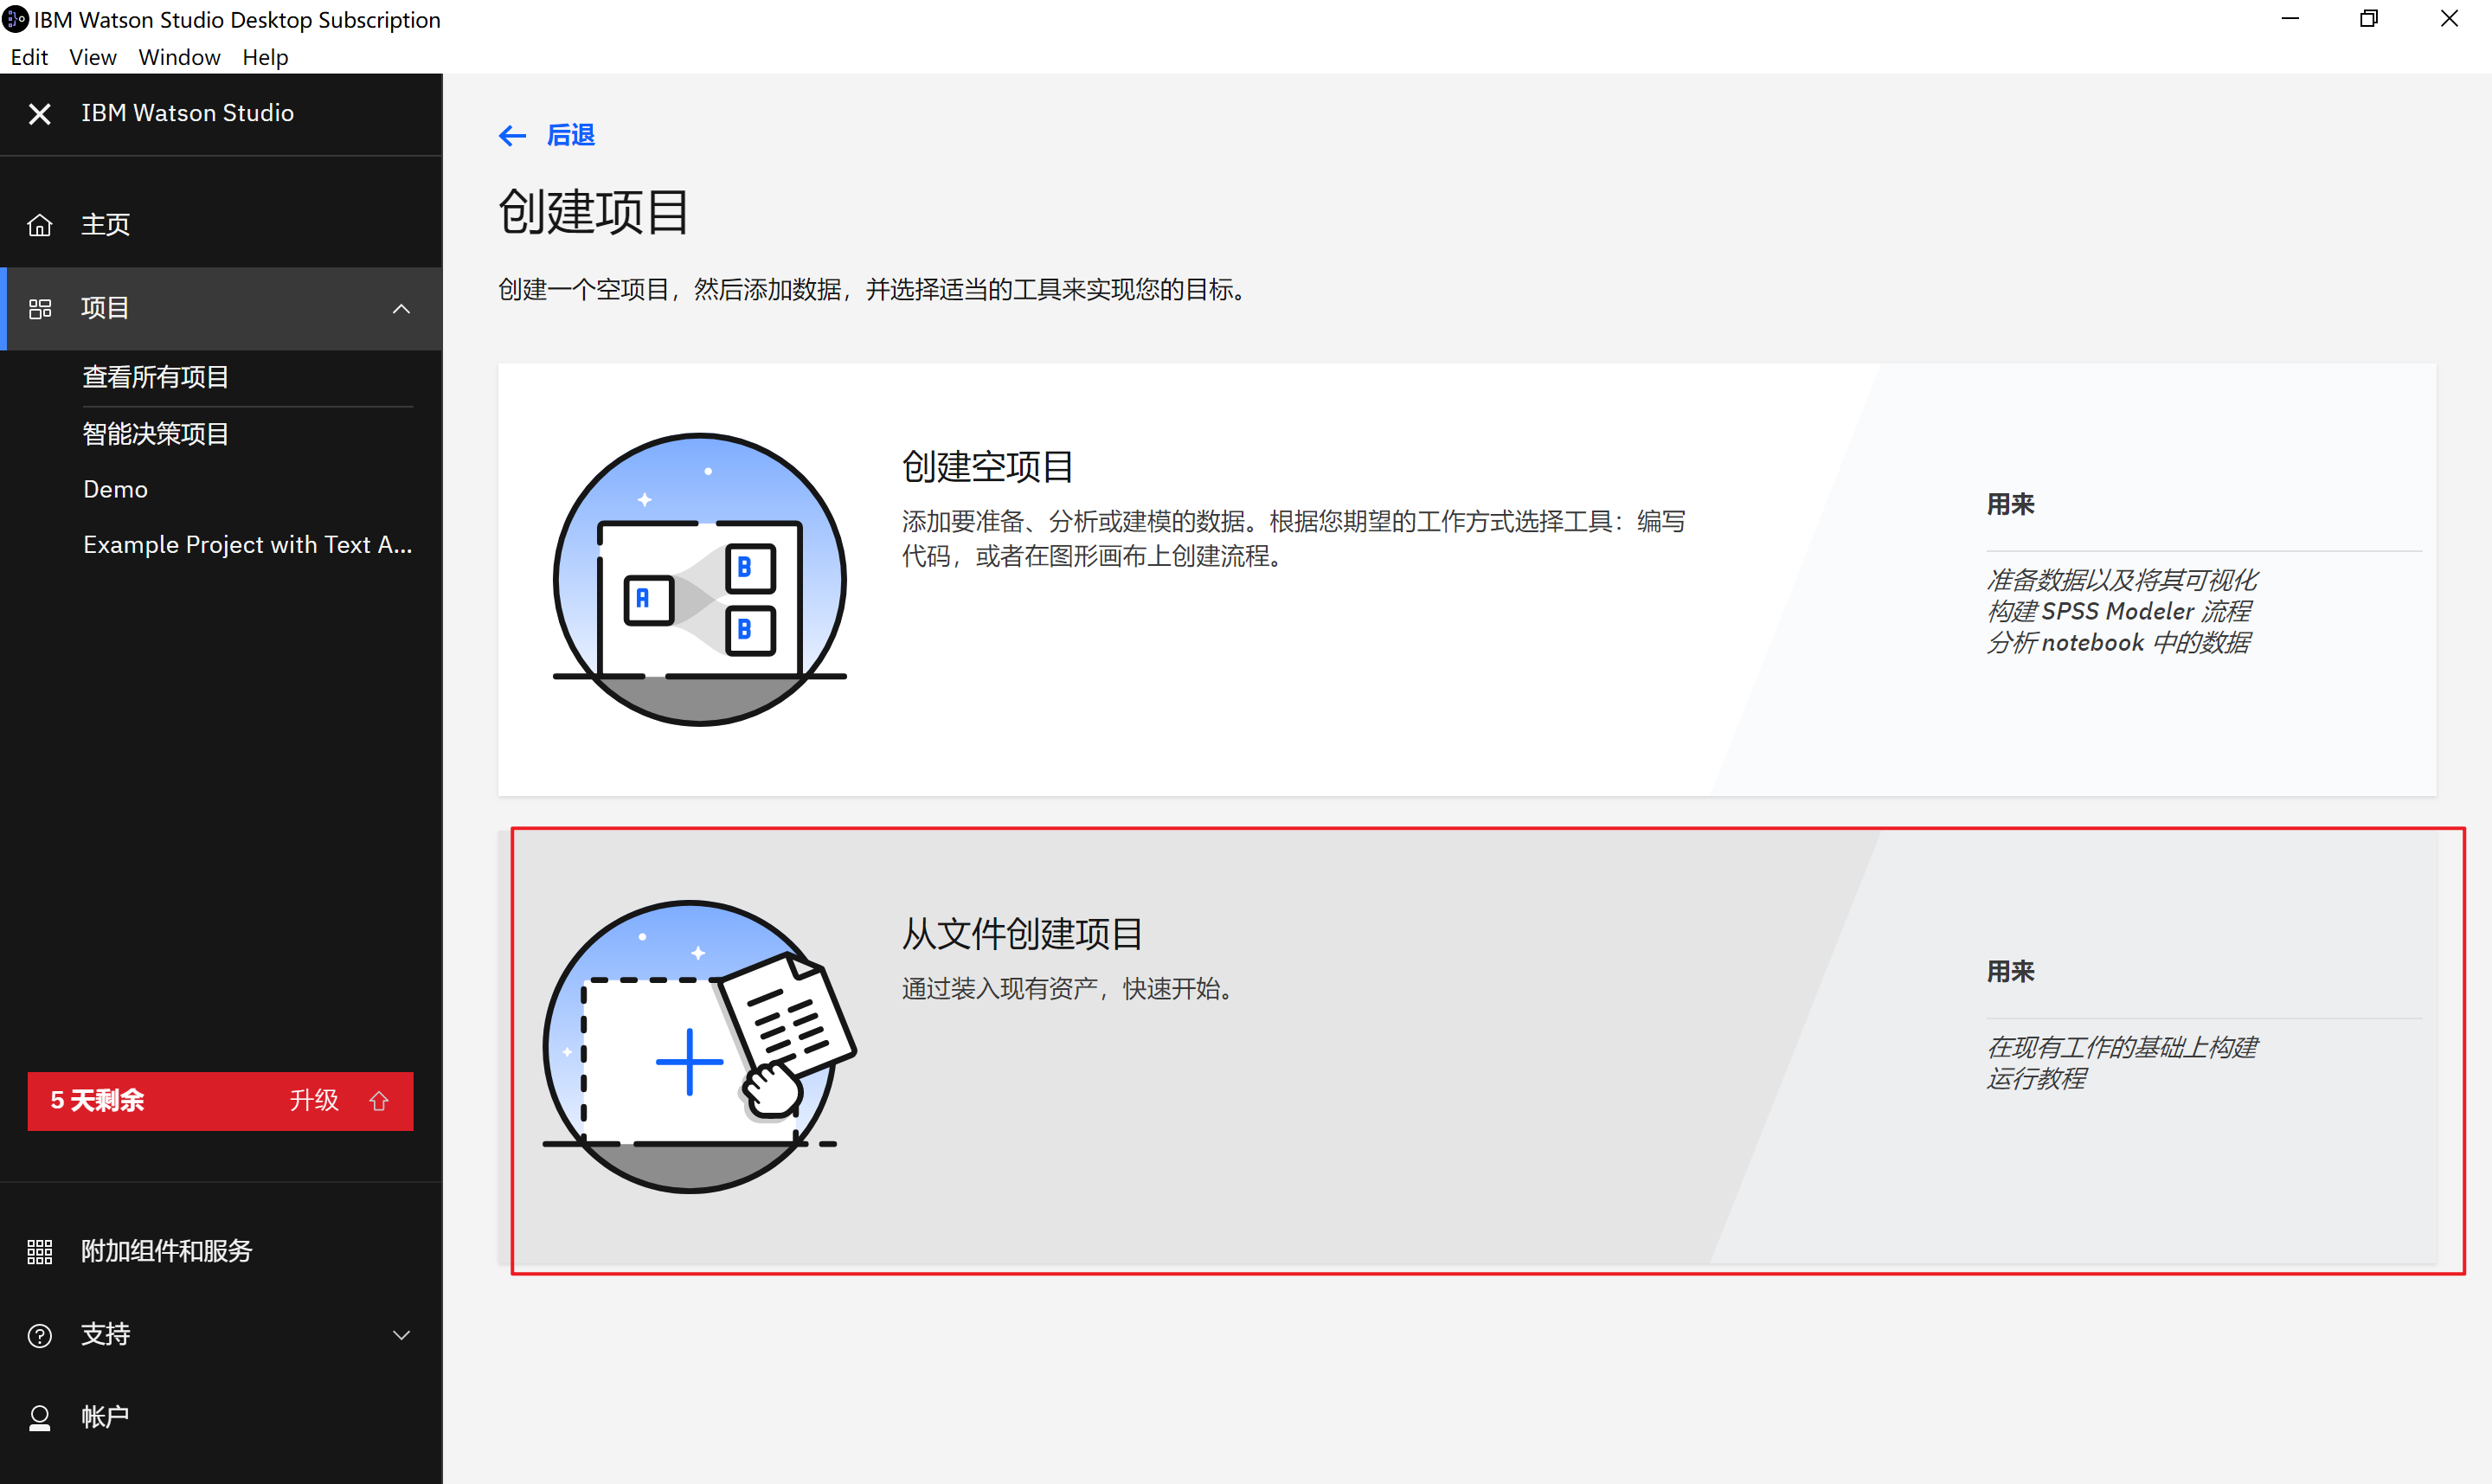 IBM Watson Studio Desktop Subscription
Edit View Window Help
IBM Watson Studio
主页
项目
查看所有项目
智能决策项目
Demo
Example Project with Text A...
5 天剩余 升级
附加组件和服务
支持
帐户
后退
创建项目
创建一个空项目，然后添加数据，并选择适当的工具来实现您的目标。
A
B
B
创建空项目
添加要准备、分析或建模的数据。根据您期望的工作方式选择工具：编写
代码，或者在图形画布上创建流程。
用来
准备数据以及将其可视化
构建 SPSS Modeler 流程
分析 notebook 中的数据
从文件创建项目
通过装入现有资产，快速开始。
用来
在现有工作的基础上构建
运行教程